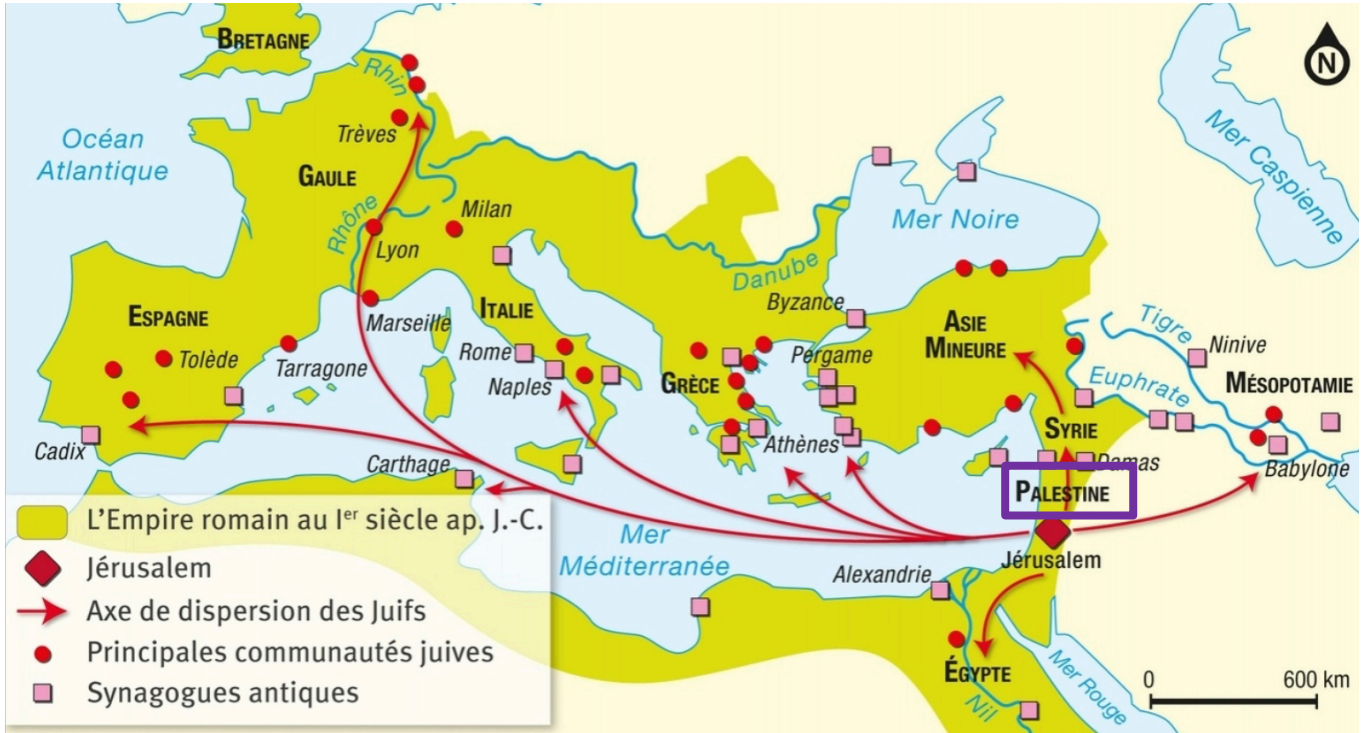 BRETAGNE
N
Rhin
Océan
Atlantique
Trèves
Mer Caspienne
GAULE
Rhône
Milan
Lyon
Mer Noire
Danube
Byzance
ESPAGNE
ITALIE
Marseille
ASIE
MINEURE
Tigre
Ninive
Tolède
Tarragone
Rome
Naples
GRÈCE
Pergame
Euphrate
MÉSOPOTAMIE
Cadix
Carthage
Athènes
SYRIE
Damas
Babylone
PALESTINE
L'Empire romain au Ier siècle ap. J.-C.
Mer
Méditerranée
Jérusalem
Alexandrie
Jérusalem
Axe de dispersion des Juifs
Principales communautés juives
Synagogues antiques
ÉGYPTE
Nil
Mer Rouge
0 600 km